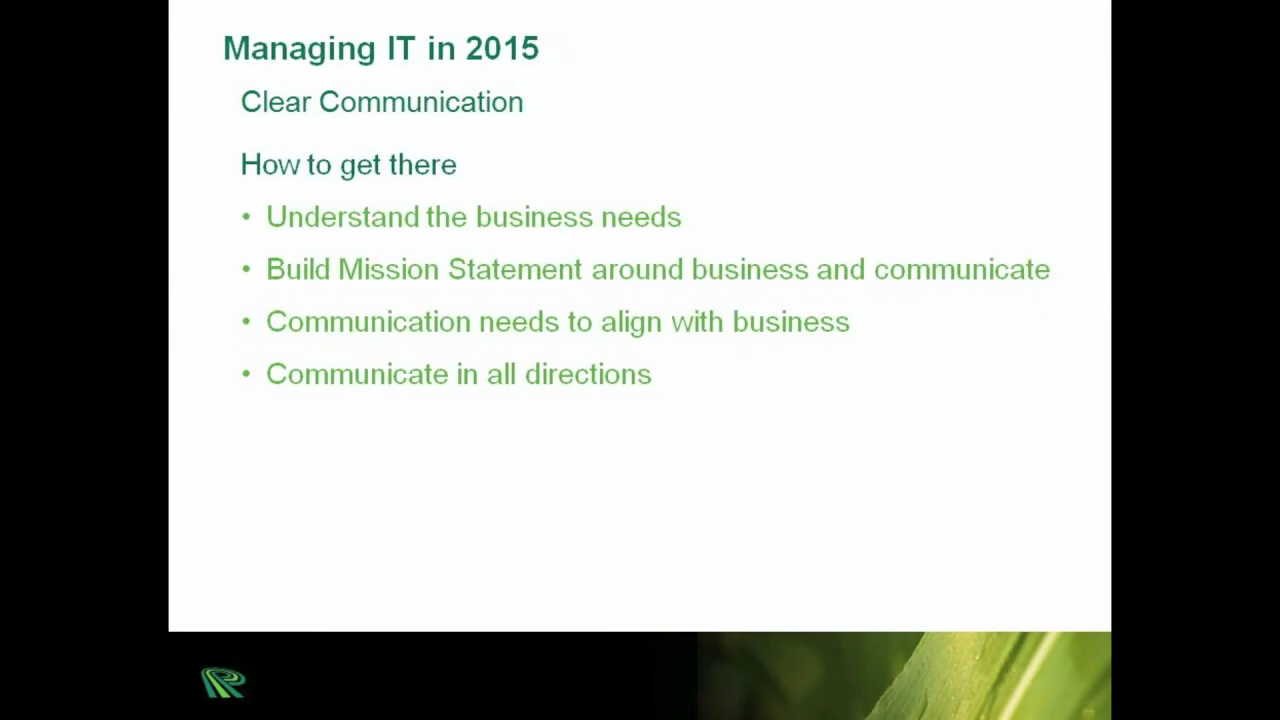 Managing IT in 2015
Clear Communication
How to get there
• Understand the business needs
• Build Mission Statement around business and communicate
• Communication needs to align with business
• Communicate in all directions